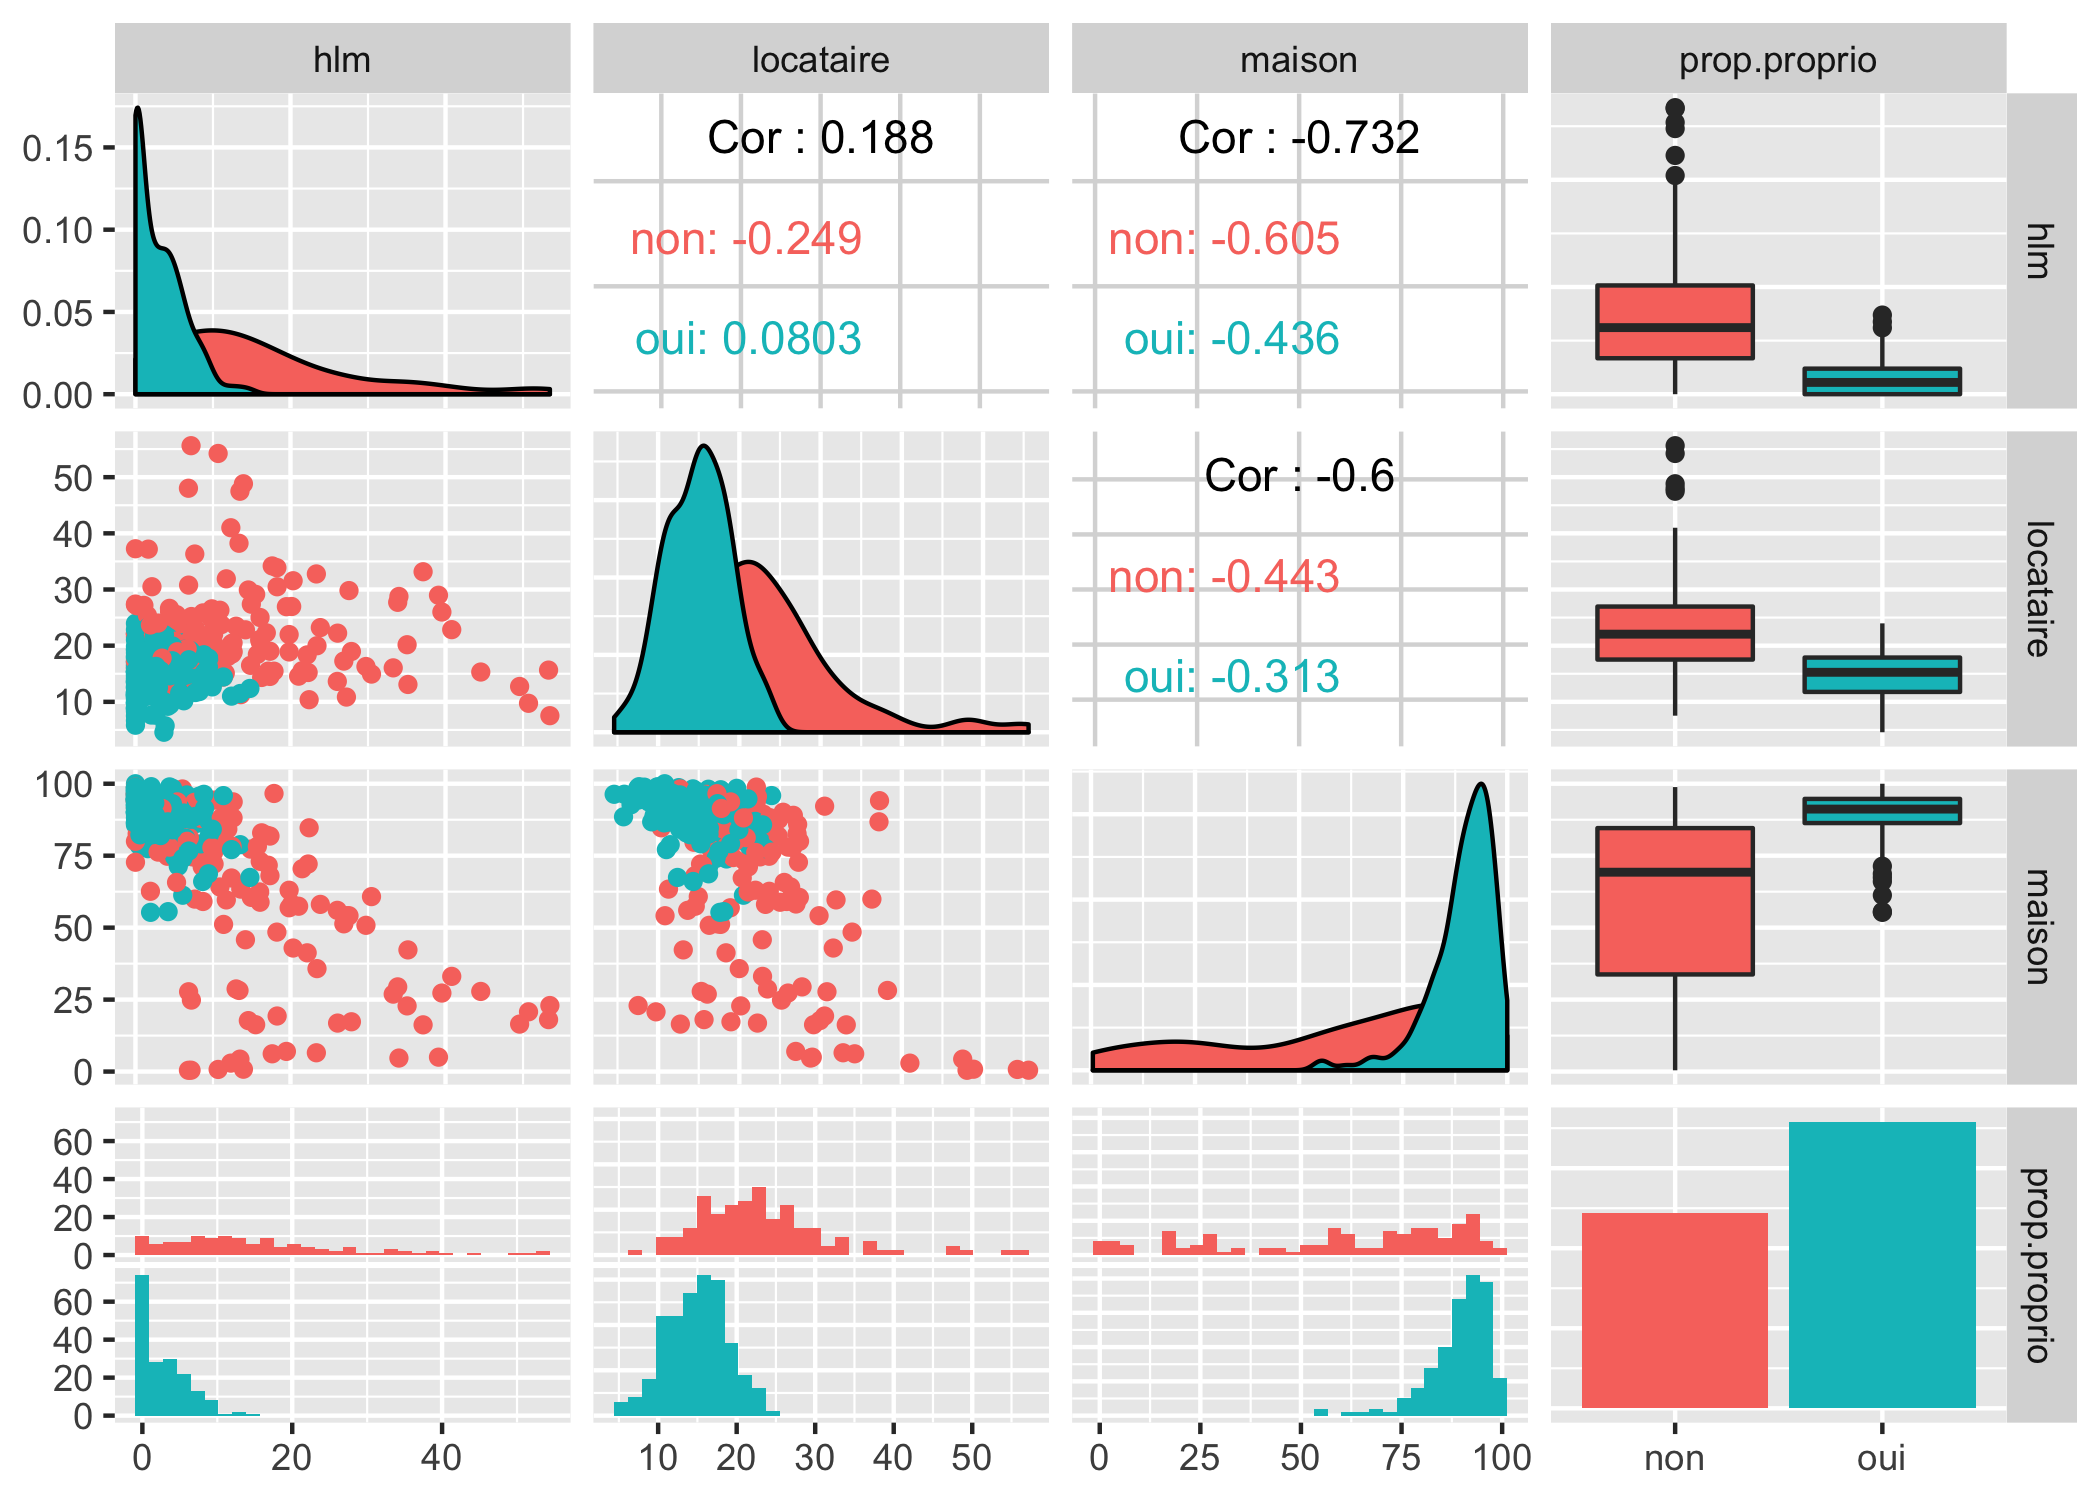 hlm locataire maison prop.proprio
0.15
0.10
0.05
0.00
Cor : 0.188
non: -0.249
oui: 0.0803
Cor : -0.732
non: -0.605
oui: -0.436
hlm
50
40
30
20
10
Cor : -0.6
non: -0.443
oui: -0.313
locataire
100
75
50
25
0
maison
60
40
20
0
60
40
20
0
prop.proprio
0 20 40
10 20 30 40 50
0 25 50 75 100
non oui